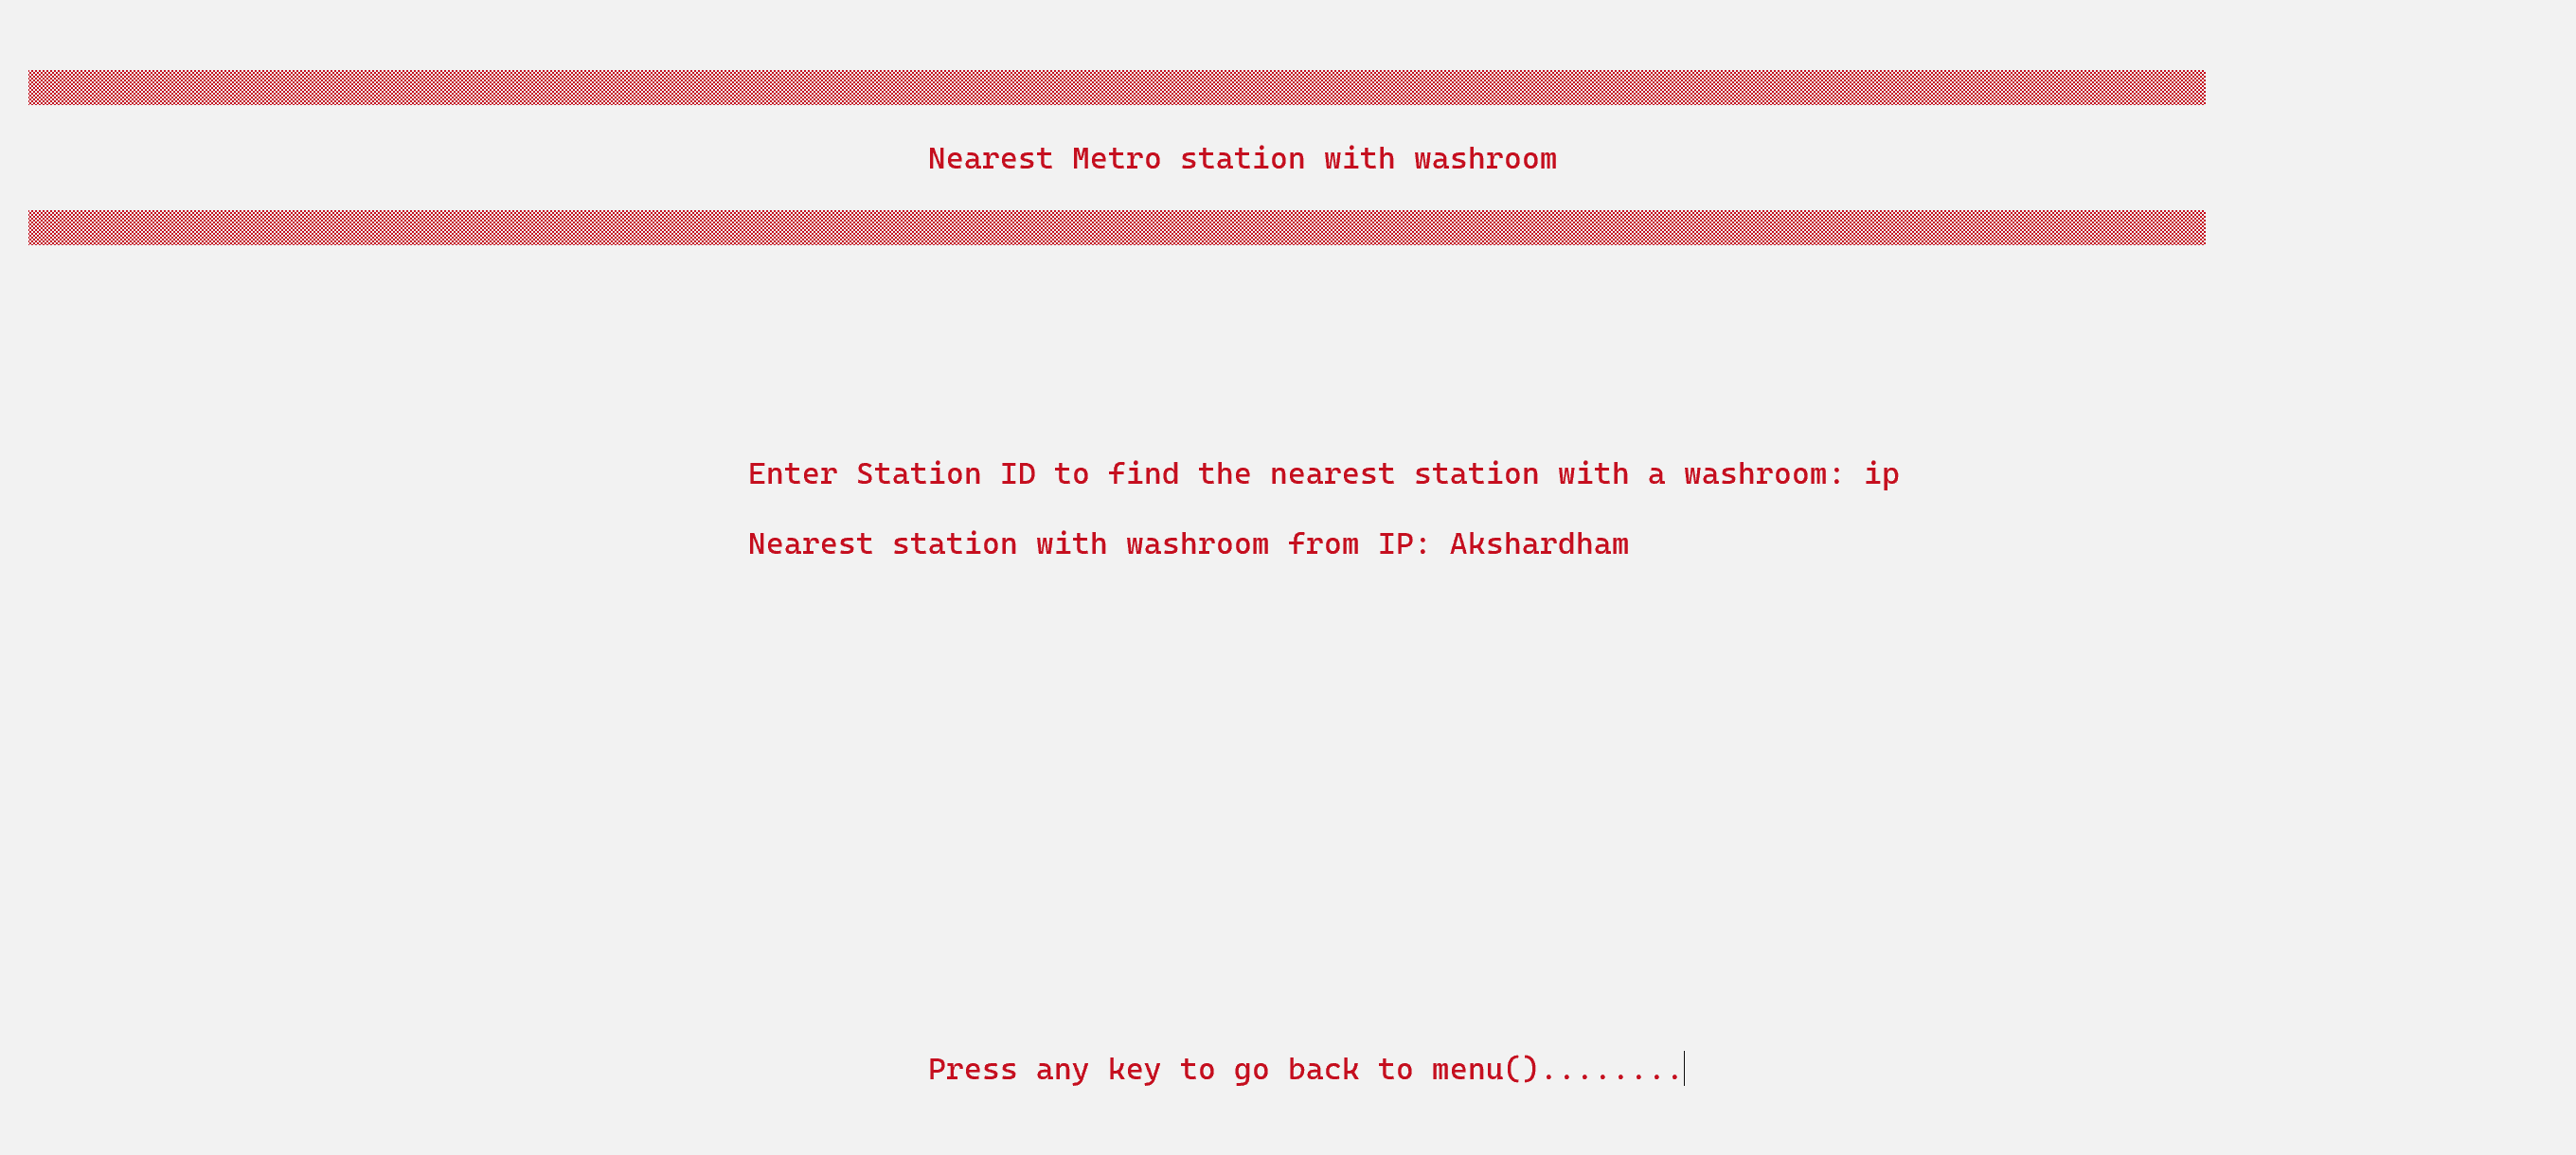 Nearest Metro station with washroom
Enter Station ID to find the nearest station with a washroom: ip
Nearest station with washroom from IP: Akshardham
Press any key to go back to menu()........